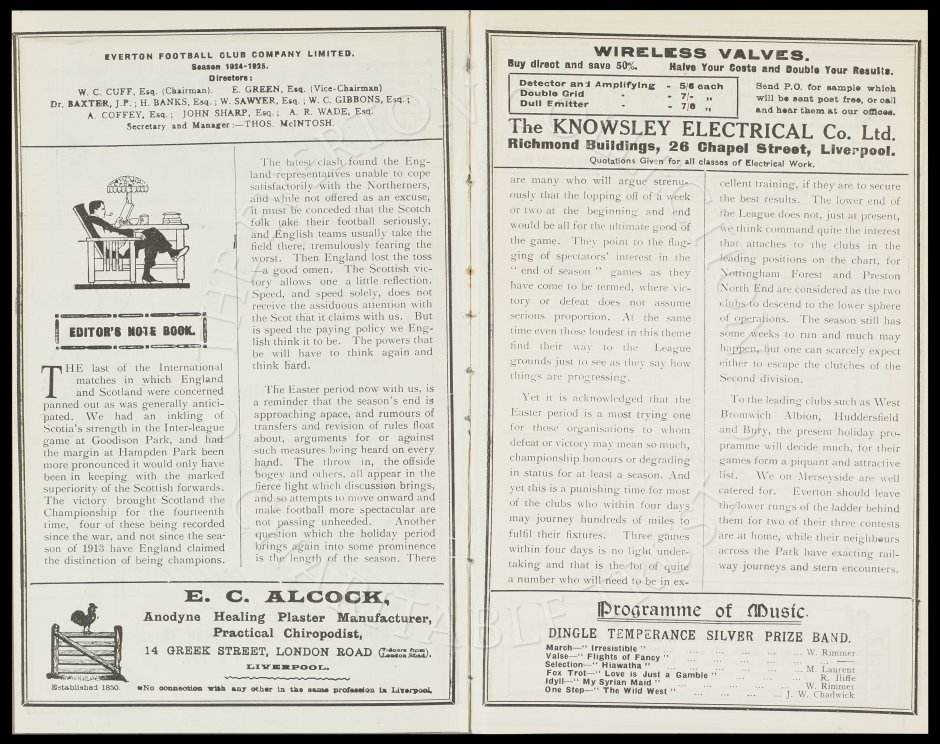 EVERTON FOOTBALL CLUB COMPANY LIMITED.
Season 1924-1925.
Directors:
W. C. CUFF, Esq. (Chairman). E. GREEN, Esq. (Vice-Chairman)
Dr. BAXTER, J.P.; H. BANKS, Esq.; W. SAWYER, Esq.; W. C. GIBBONS, Esq.;
A. COFFEY, Esq.; JOHN SHARP, Esq.; A. R. WADE, Esq.
Secretary and Manager:—THOS. McINTOSH.
EDITOR'S NOTE BOOK.
THE last of the International
matches in which England
and Scotland were concerned
panned out as was generally antici-
pated. We had an inkling of
Scotia's strength in the Inter-league
game at Goodison Park, and had
the margin at Hampden Park been
more pronounced it would only have
been in keeping with the marked
superiority of the Scottish forwards.
The victory brought Scotland the
Championship for the fourteenth
time, four of these being recorded
since the war, and not since the sea-
son of 1913 have England claimed
the distinction of being champions.
The latest clash found the Eng-
land representatives unable to cope
satisfactorily with the Northerners,
and while not offered as an excuse,
it must be conceded that the Scotch
folk take their football seriously,
and English teams usually take the
field there, tremulously fearing the
worst. Then England lost the toss
—a good omen. The Scottish vic-
tory allows one a little reflection.
Speed, and speed solely, does not
receive the assiduous attention with
the Scot that it claims with us. But
is speed the paying policy we Eng-
lish think it to be. The powers that
be will have to think again and
think hard.
The Easter period now with us, is
a reminder that the season's end is
approaching apace, and rumours of
transfers and revision of rules float
about, arguments for or against
such measures being heard on every
hand. The throw in, the offside
bogey and others, all appear in the
fierce light which discussion brings,
and so attempts to move onward and
make football more spectacular are
not passing unheeded. Another
question which the holiday period
brings again into some prominence
is the length of the season. There
E. C. ALCOCK,
Anodyne Healing Plaster Manufacturer,
Practical Chiropodist,
14 GREEK STREET, LONDON ROAD (7 doors from London Road).
LIVERPOOL.
Established 1850.
No connection with any other in the same profession in Liverpool.
WIRELESS VALVES.
Buy direct and save 50%. Halve Your Costs and Double Your Results.
Detector and Amplifying - 5/6 each
Double Grid - 7/- "
Dull Emitter - 7/6 "
Send P.O. for sample which
will be sent post free, or call
and hear them at our offices.
The KNOWSLEY ELECTRICAL Co. Ltd.
Richmond Buildings, 26 Chapel Street, Liverpool.
Quotations Given for all classes of Electrical Work.
are many who will argue strenu-
ously that the lopping off of a week
or two at the beginning and end
would be all for the ultimate good of
the game. They point to the flag-
ging of spectators' interest in the
"end of season" games as they
have come to be termed, where vic-
tory or defeat does not assume
serious proportion. At the same
time even those loudest in this theme
find their way to the League
grounds just to see as they say how
things are progressing.
Yet it is acknowledged that the
Easter period is a most trying one
for those organisations to whom
defeat or victory may mean so much,
championship honours or degrading
in status for at least a season. And
yet this is a punishing time for most
of the clubs who within four days
may journey hundreds of miles to
fulfil their fixtures. Three games
within four days is no light under-
taking and that is the lot of quite
a number who will need to be in ex-
cellent training, if they are to secure
the best results. The lower end of
the League does not, just at present,
we think command quite the interest
that attaches to the clubs in the
leading positions on the chart, for
Nottingham Forest and Preston
North End are considered as the two
clubs to descend to the lower sphere
of operations. The season still has
some weeks to run and much may
happen, but one can scarcely expect
either to escape the clutches of the
Second division.
To the leading clubs such as West
Bromwich Albion, Huddersfield
and Bury, the present holiday pro-
gramme will decide much, for their
games form a piquant and attractive
list. We on Merseyside are well
catered for. Everton should leave
the lower rungs of the ladder behind
them for two of their three contests
are at home, while their neighbours
across the Park have exacting rail-
way journeys and stern encounters.
Programme of Music.
DINGLE TEMPERANCE SILVER PRIZE BAND.
March—"Irresistible" ... W. Rimmer
Valse—"Flights of Fancy" ... —
Selection—"Hiawatha" ... M. Laurent
Fox Trot—"Love is Just a Gamble" ... R. Iliffe
Idyll—"My Syrian Maid" ... W. Rimmer
One Step—"The Wild West" ... J. W. Chadwick